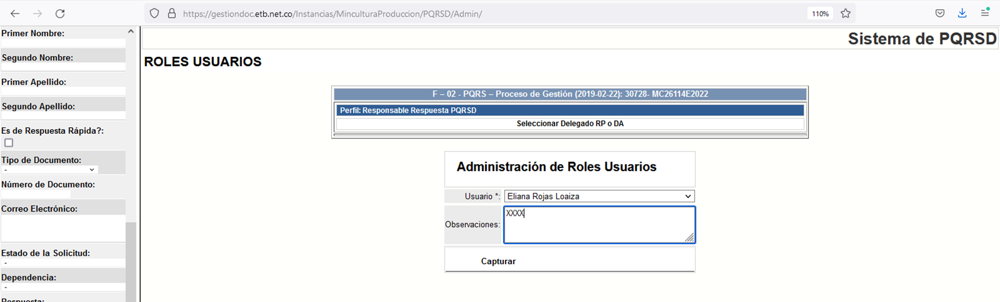 https://gestiondoc.etb.net.co/Instancias/MinculturaProduccion/PQRSD/Admin/
110%
Primer Nombre:
Segundo Nombre:
Primer Apellido:
Segundo Apellido:
Es de Respuesta Rápida?:
Tipo de Documento:
-
Número de Documento:
Correo Electrónico:
Estado de la Solicitud:
-
Dependencia:
-
Respuesta:
Sistema de PQRSD
ROLES USUARIOS
F – 02 - PQRS – Proceso de Gestión (2019-02-22): 30728- MC26114E2022
Perfil: Responsable Respuesta PQRSD
Seleccionar Delegado RP o DA
Administración de Roles Usuarios
Usuario *: Eliana Rojas Loaiza
Observaciones: XXXX
Capturar